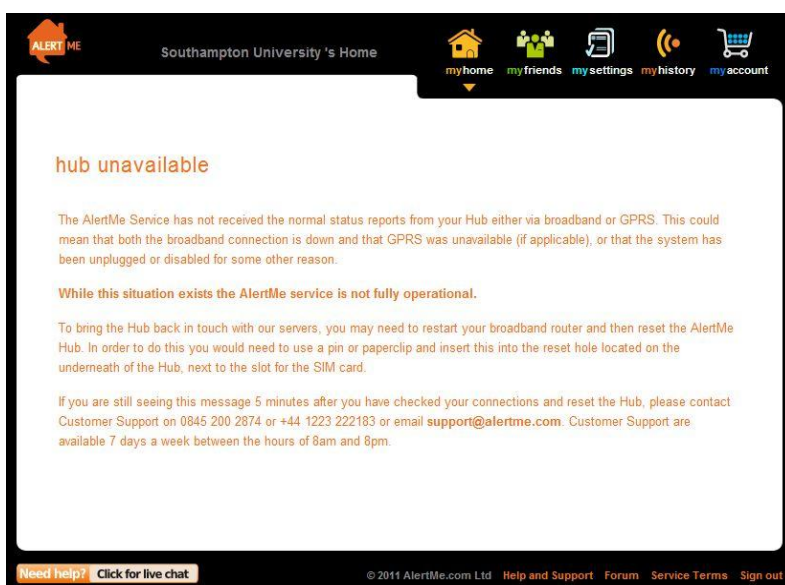 ALERT ME
Southampton University 's Home
myhome myfriends mysettings myhistory myaccount
hub unavailable
The AlertMe Service has not received the normal status reports from your Hub either via broadband or GPRS. This could
mean that both the broadband connection is down and that GPRS was unavailable (if applicable), or that the system has
been unplugged or disabled for some other reason.
While this situation exists the AlertMe service is not fully operational.
To bring the Hub back in touch with our servers, you may need to restart your broadband router and then reset the AlertMe
Hub. In order to do this you would need to use a pin or paperclip and insert this into the reset hole located on the
underneath of the Hub, next to the slot for the SIM card.
If you are still seeing this message 5 minutes after you have checked your connections and reset the Hub, please contact
Customer Support on 0845 200 2874 or +44 1223 222183 or email support@alertme.com. Customer Support are
available 7 days a week between the hours of 8am and 8pm.
Need help? Click for live chat
© 2011 AlertMe.com Ltd Help and Support Forum Service Terms Sign out